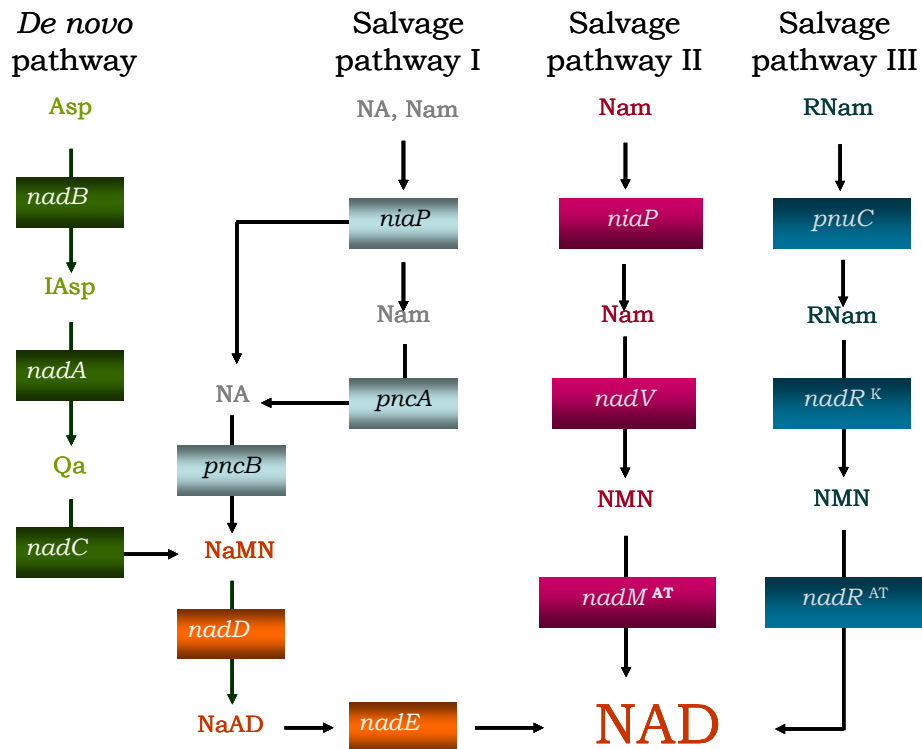 De novo
pathway
Salvage
pathway I
Salvage
pathway II
Salvage
pathway III
Asp
NA, Nam
Nam
RNam
nadB
niaP
niaP
pnuC
IAsp
Nam
Nam
RNam
nadA
NA
pncA
nadV
nadR K
Qa
pncB
NMN
NMN
nadC
NaMN
nadM AT
nadR AT
nadD
NaAD
nadE
NAD